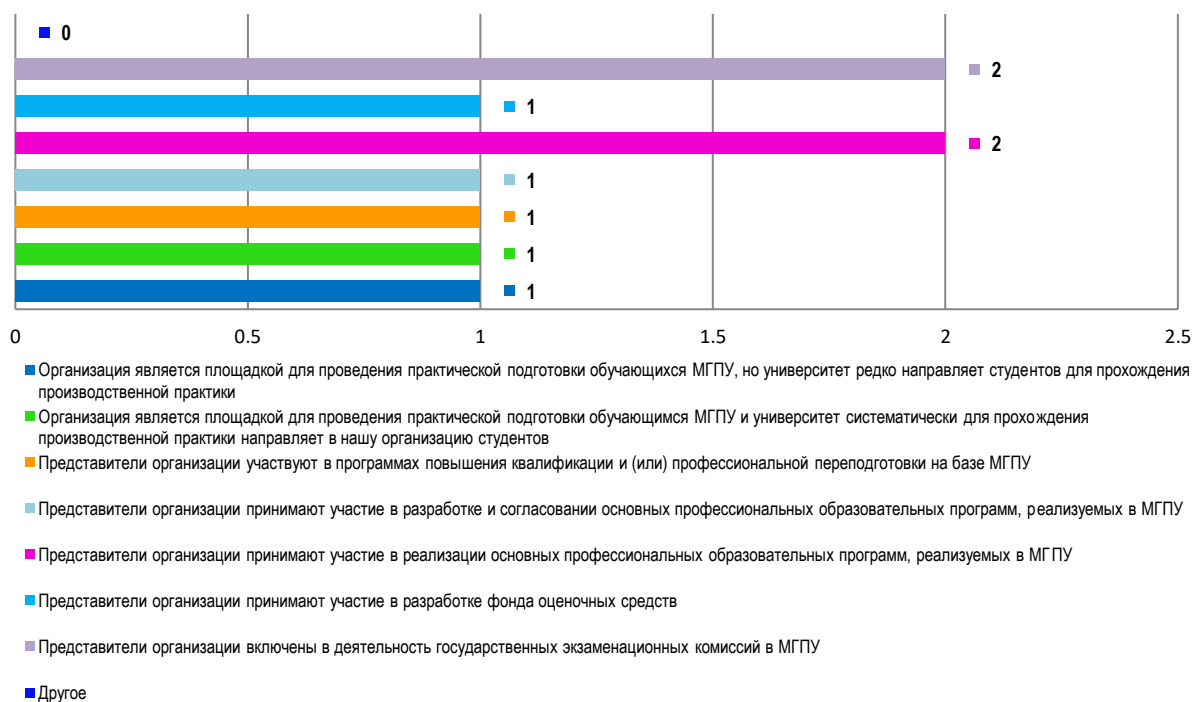 0
2
1
2
1
1
1
1
0 0.5 1 1.5 2 2.5
Организация является площадкой для проведения практической подготовки обучающихся МГПУ, но университет редко направляет студентов для прохождения
производственной практики
Организация является площадкой для проведения практической подготовки обучающимся МГПУ и университет систематически для прохождения
производственной практики направляет в нашу организацию студентов
Представители организации участвуют в программах повышения квалификации и (или) профессиональной переподготовки на базе МГПУ
Представители организации принимают участие в разработке и согласовании основных профессиональных образовательных программ, реализуемых в МГПУ
Представители организации принимают участие в реализации основных профессиональных образовательных программ, реализуемых в МГПУ
Представители организации принимают участие в разработке фонда оценочных средств
Представители организации включены в деятельность государственных экзаменационных комиссий в МГПУ
Другое